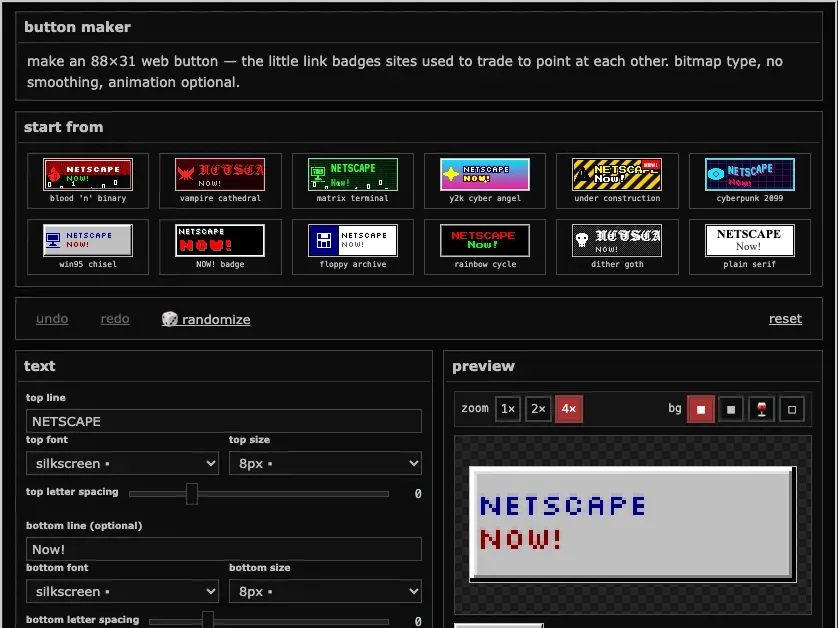 button maker
make an 88×31 web button — the little link badges sites used to trade to point at each other. bitmap type, no
smoothing, animation optional.
start from
NETSCAPE
NOW!
blood 'n' binary
NOW!
vampire cathedral
NETSCAPE
Now!
matrix terminal
NETSCAPE
NOW!
y2k cyber angel
NETSCAPE
NOW!
under construction
NETSCAPE
NOW!
cyberpunk 2099
NETSCAPE
NOW!
win95 chisel
NETSCAPE
NOW!
NOW! badge
NETSCAPE
NOW!
floppy archive
NETSCAPE
Now!
rainbow cycle
NOW!
dither goth
NETSCAPE
Now!
plain serif
undo redo randomize reset
text
top line
NETSCAPE
top font top size
silkscreen • 8px •
top letter spacing 0
bottom line (optional)
Now!
bottom font bottom size
silkscreen • 8px •
bottom letter spacing 0
preview
zoom 1× 2× 4× bg
NETSCAPE
NOW!